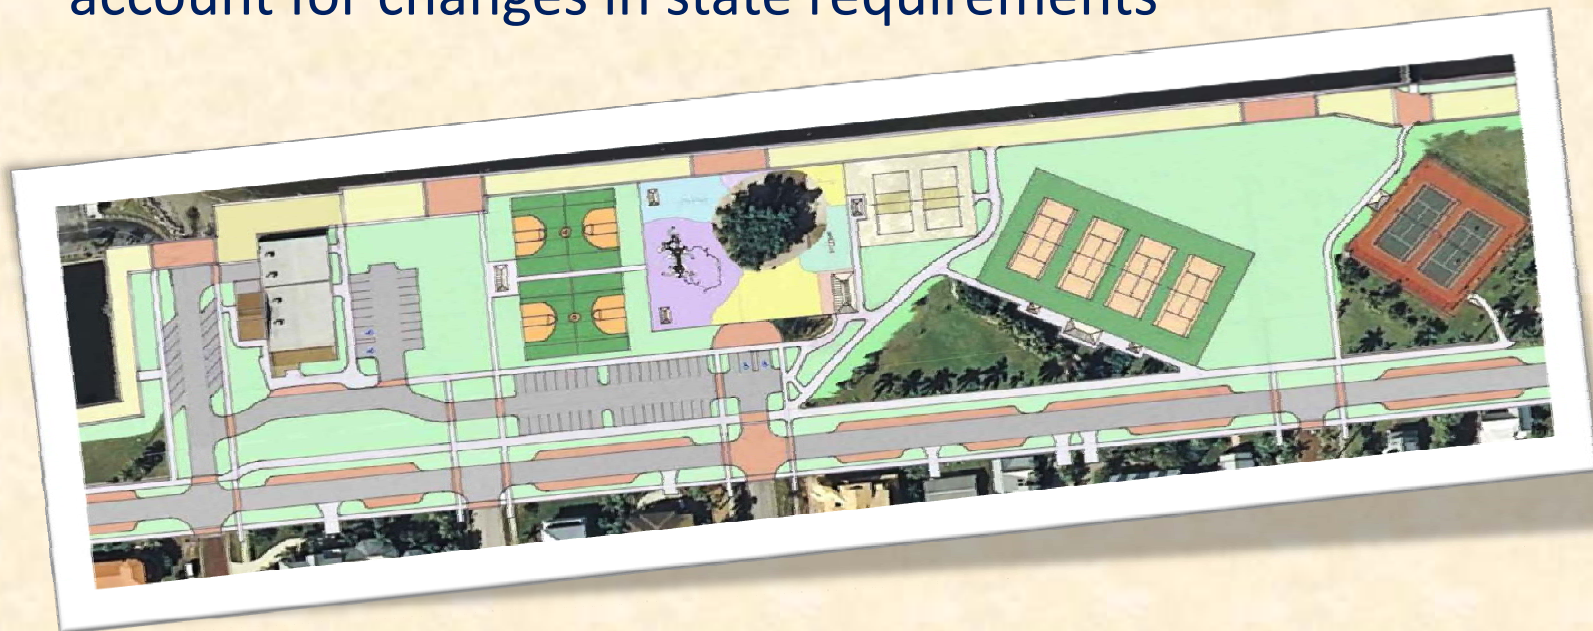 account for changes in state requirements